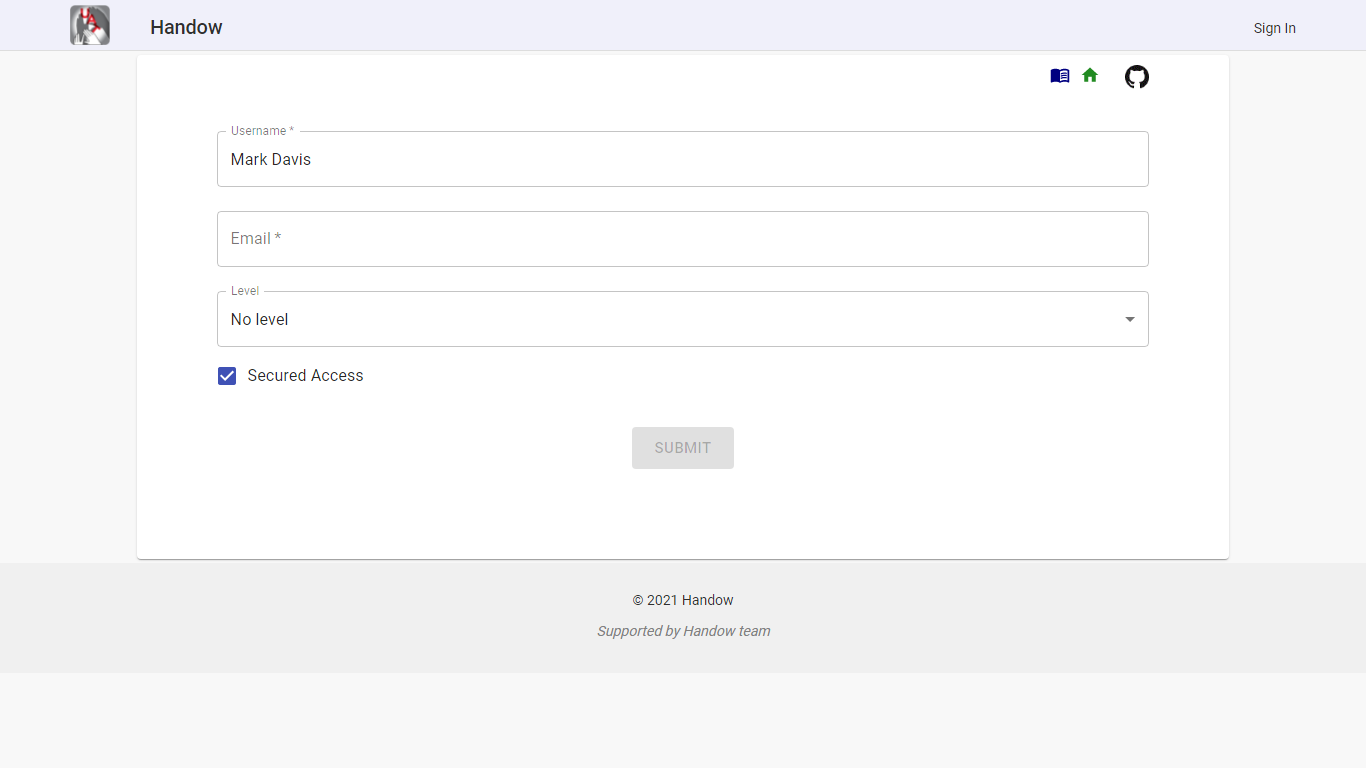 Handow
Sign In
Username *
Mark Davis
Email *
Level
No level
Secured Access
SUBMIT
© 2021 Handow
Supported by Handow team